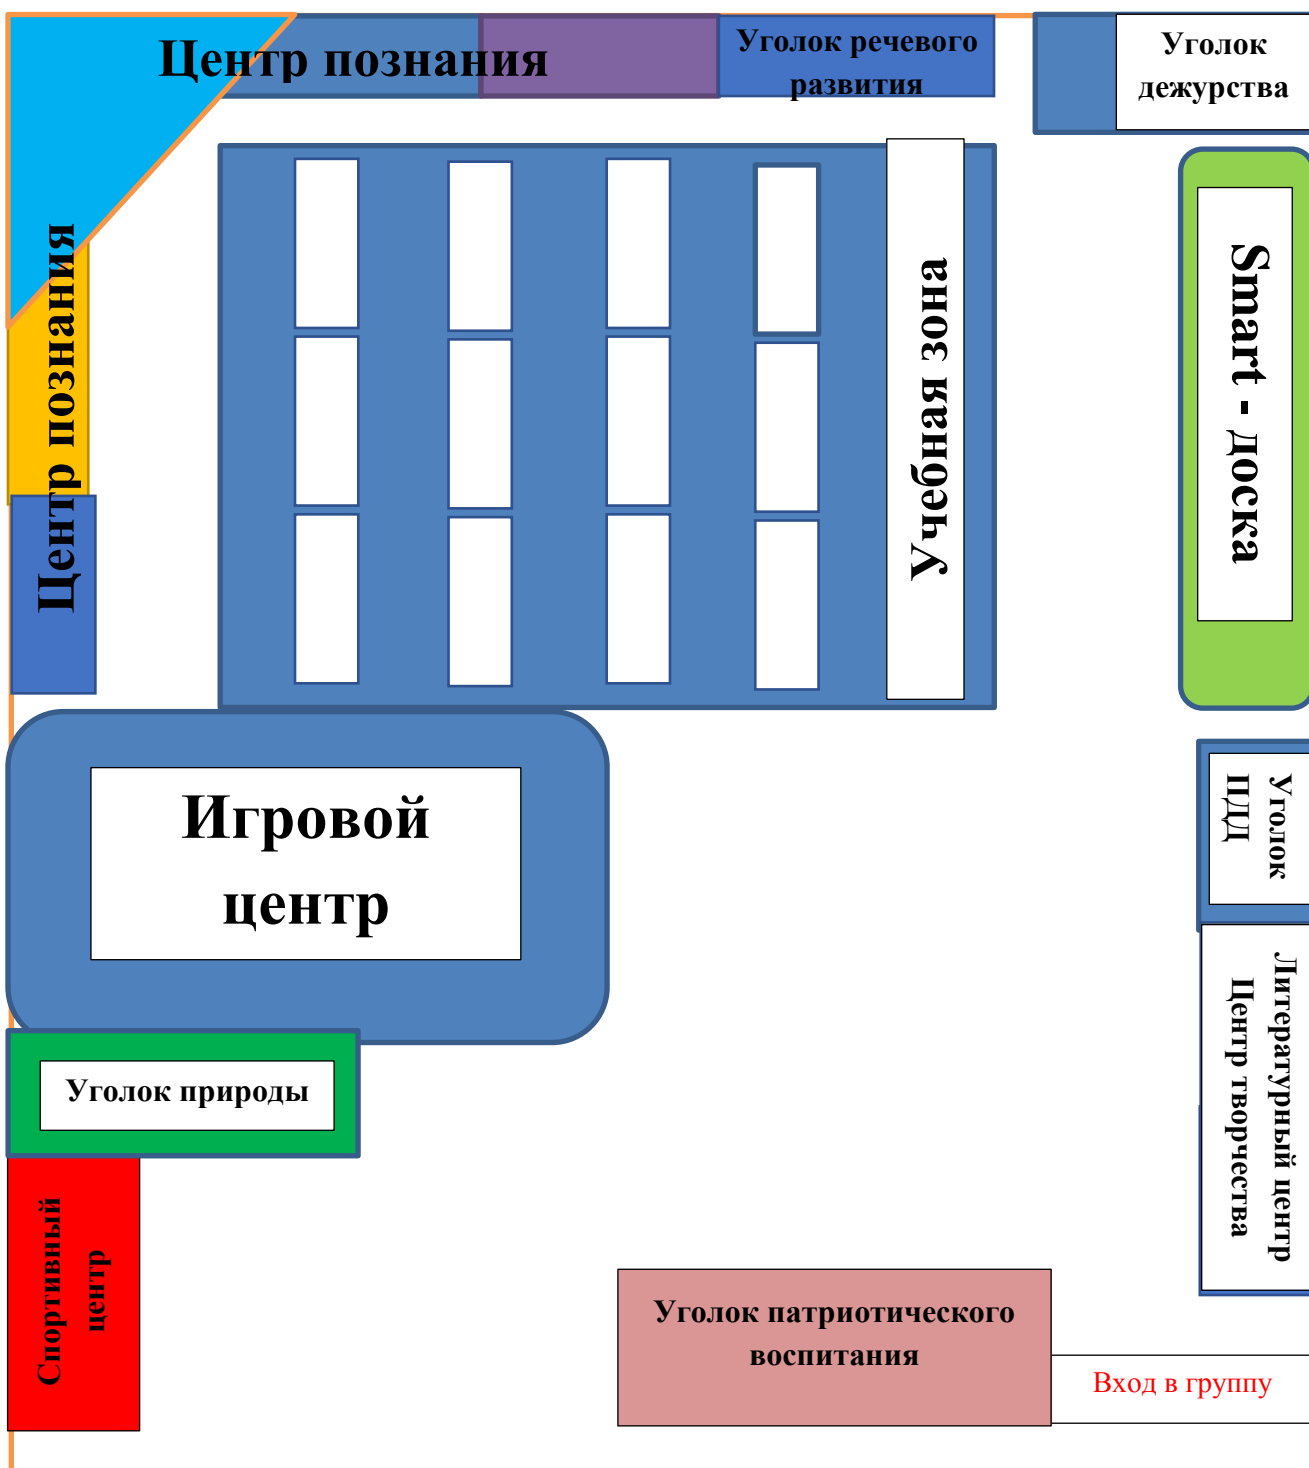 Центр познания
Уголок речевого
развития
Уголок
дежурства
Центр познания
Учебная зона
Smart - доска
Игровой
центр
Уголок
ПДД
Литературный центр
Центр творчества
Уголок природы
Спортивный
центр
Уголок патриотического
воспитания
Вход в группу